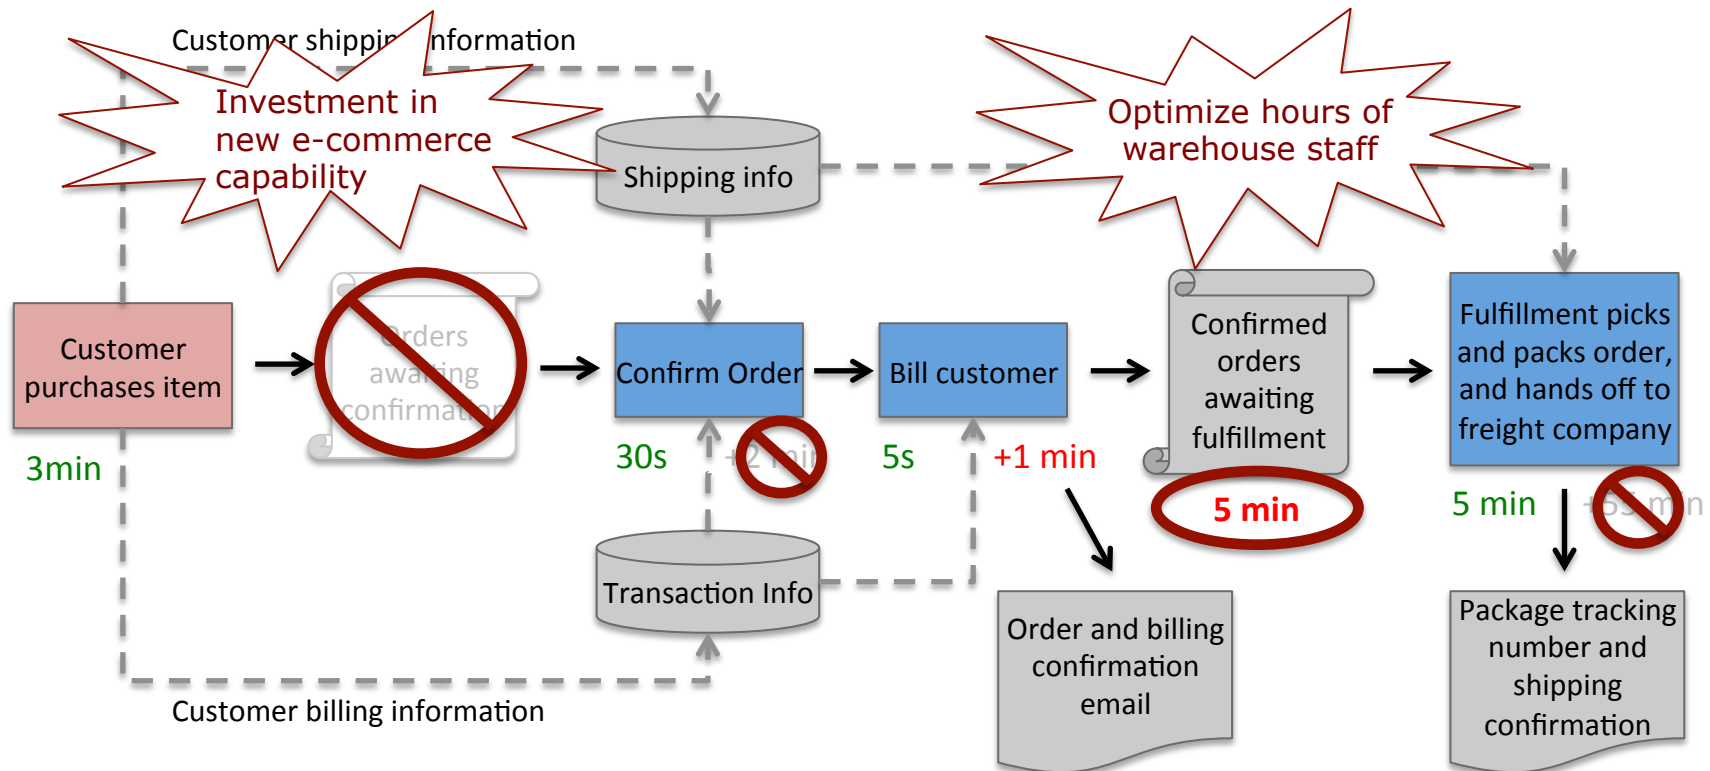 Customer shipping information
Investment in
new e-commerce
capability
Optimize hours of
warehouse staff
Shipping info
Customer
purchases item
3min
Orders
awaiting
confirmation
Confirm Order
30s
+2 min
Bill customer
5s
+1 min
Confirmed
orders
awaiting
fulfillment
5 min
Fulfillment picks
and packs order,
and hands off to
freight company
5 min
+55 min
Transaction Info
Customer billing information
Order and billing
confirmation
email
Package tracking
number and
shipping
confirmation